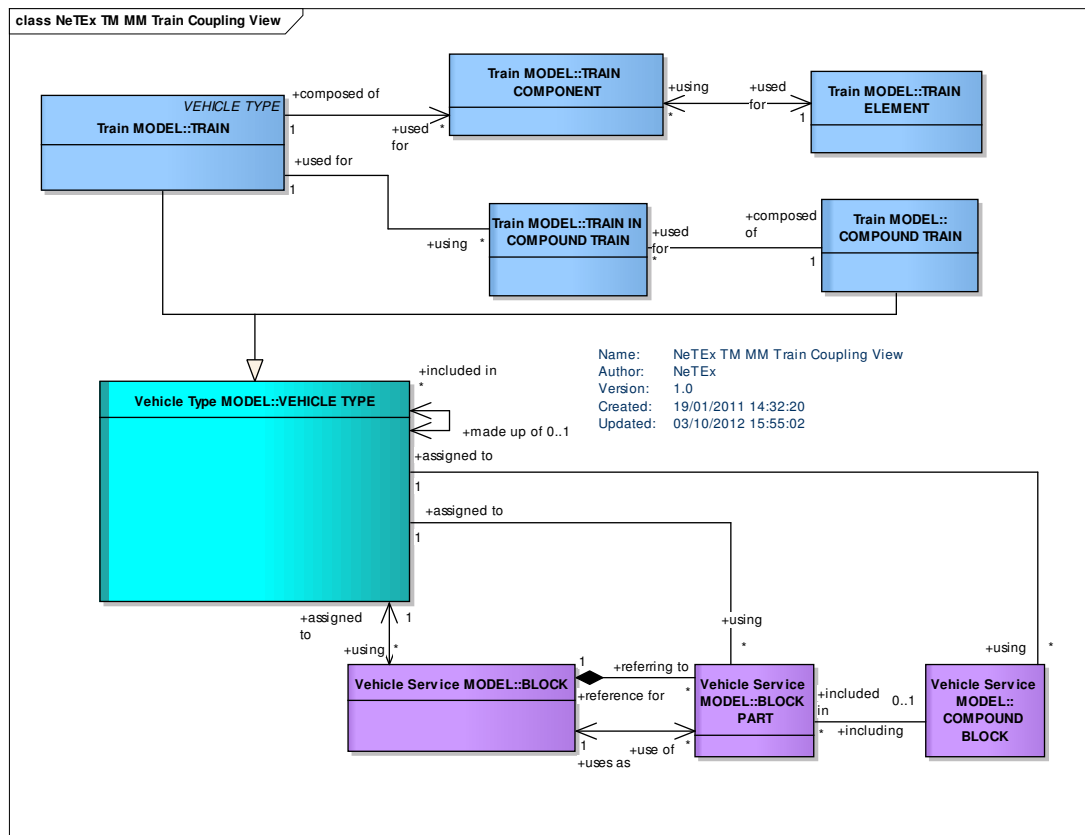 class NeTEx TM MM Train Coupling View
VEHICLE TYPE
Train MODEL::TRAIN
+composed of
1
+used
for
*
Train MODEL::TRAIN
COMPONENT
+using
*
+used
for
1
Train MODEL::TRAIN
ELEMENT
+used for
1
+using
*
Train MODEL::TRAIN IN
COMPOUND TRAIN
+used
for
*
+composed
of
1
Train MODEL::
COMPOUND TRAIN
Name: NeTEx TM MM Train Coupling View
Author: NeTEx
Version: 1.0
Created: 19/01/2011 14:32:20
Updated: 03/10/2012 15:55:02
Vehicle Type MODEL::VEHICLE TYPE
+included in
*
+made up of 0..1
+assigned to
1
+assigned to
1
+assigned
to
1
+using
*
+using
*
+using
*
Vehicle Service MODEL::BLOCK
1
+referring to
+reference for
*
1
+use of
*
+uses as
Vehicle Service
MODEL::BLOCK
PART
+included
in
*
0..1
+including
Vehicle Service
MODEL::
COMPOUND
BLOCK